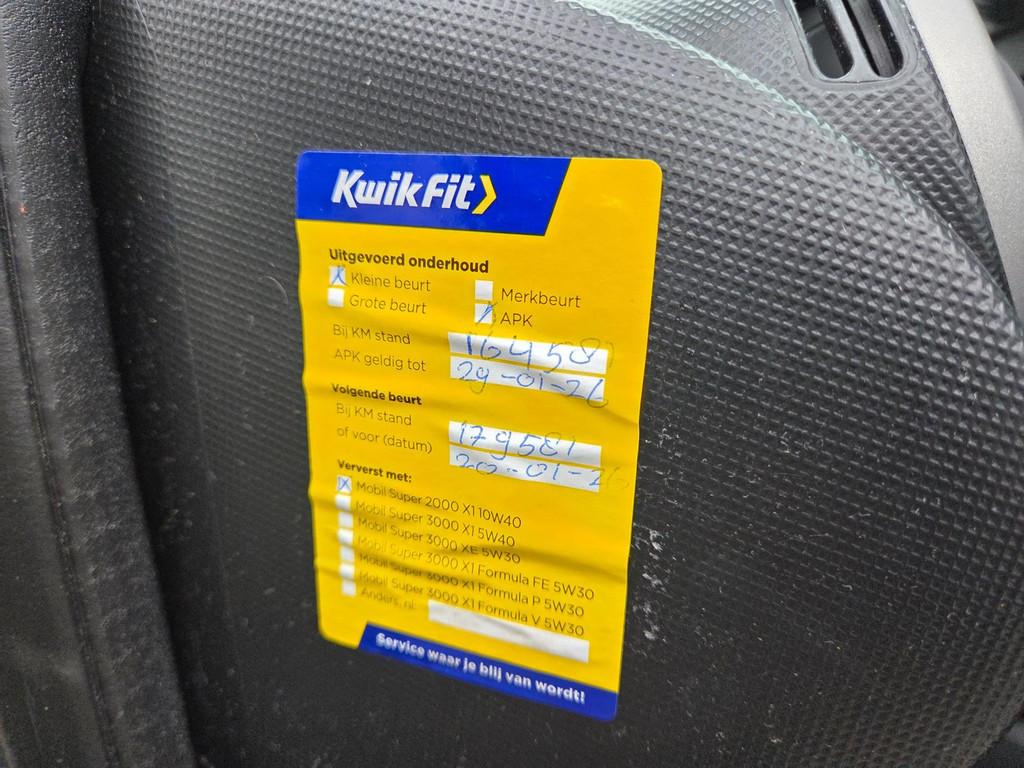 KwikFit
Uitgevoerd onderhoud
Kleine beurt
Merkbeurt
Grote beurt
APK
Bij KM stand 164581
APK geldig tot 29-01-26
Volgende beurt
Bij KM stand 179581
of voor (datum) 20-01-26
Ververst met:
Mobil Super 2000 X1 10W40
Mobil Super 3000 X1 5W40
Mobil Super 3000 XE 5W30
Mobil Super 3000 X1 Formula FE 5W30
Mobil Super 3000 X1 Formula P 5W30
Mobil Super 3000 X1 Formula V 5W30
Anders, nl:
Service waar je blij van wordt!